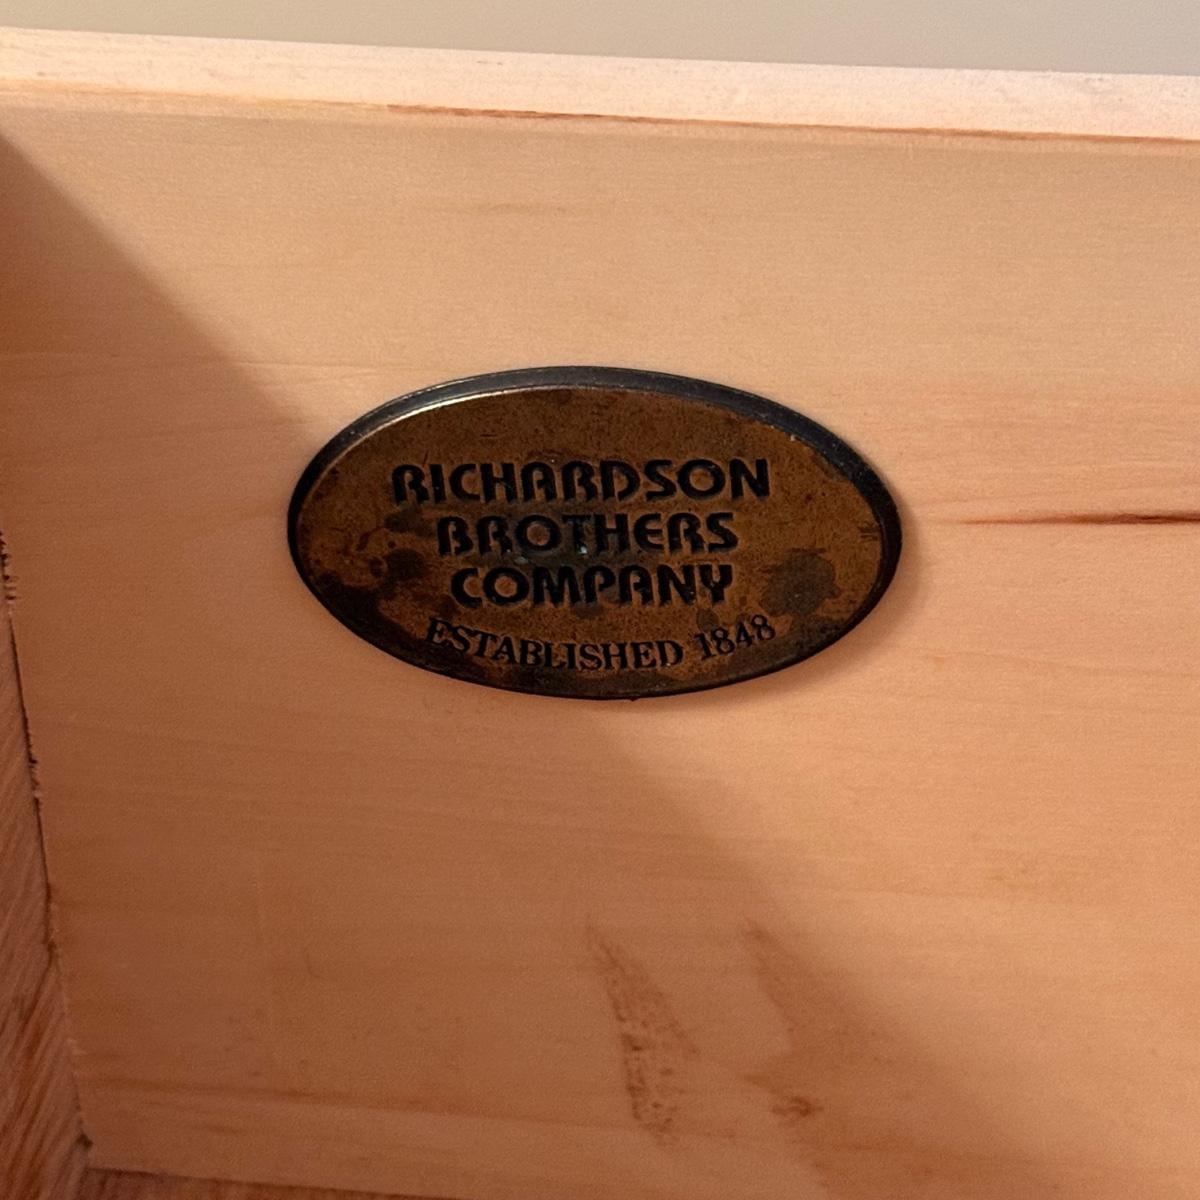 RICHARDSON
BROTHERS
COMPANY
ESTABLISHED 1848